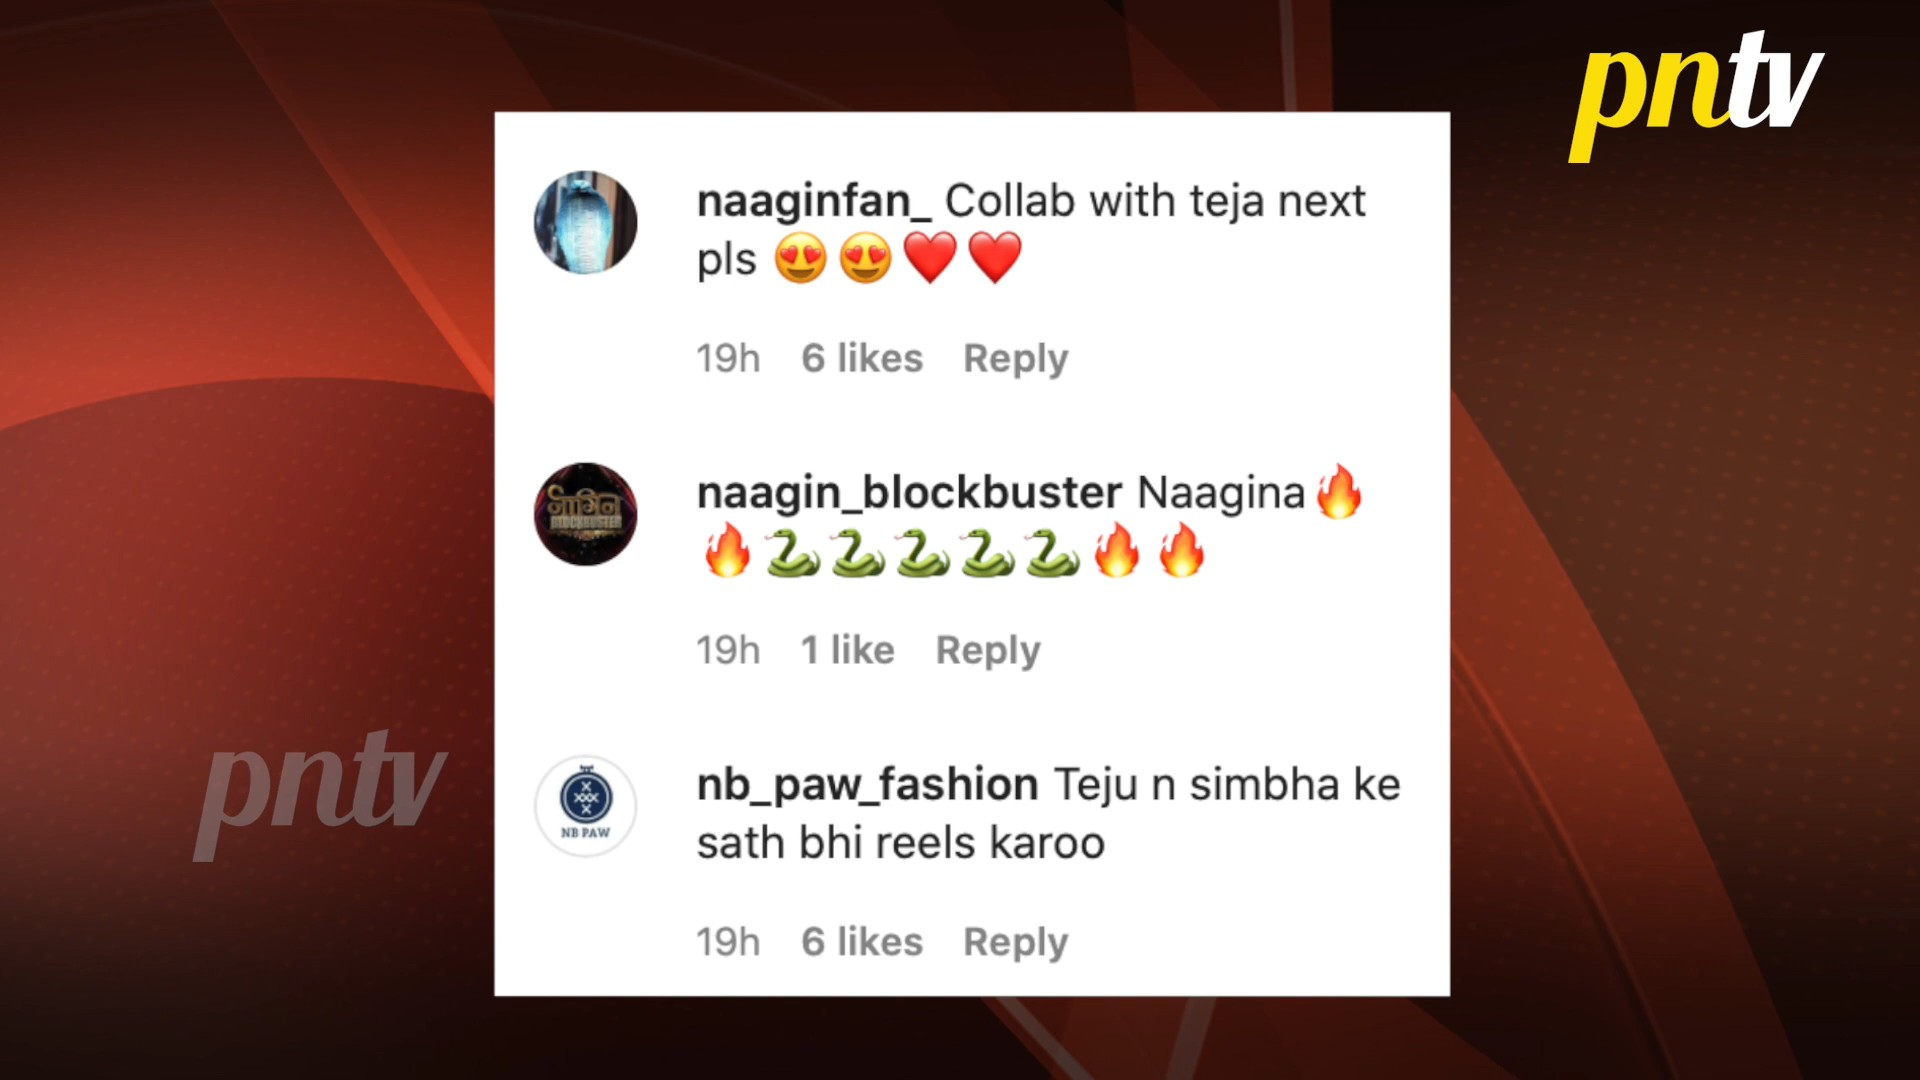 pntv
naaginfan_ Collab with teja next
pls 😍😍❤️❤️
19h 6 likes Reply
नागिन
BLOCKBUSTER
naagin_blockbuster Naagina🔥
🔥🐍🐍🐍🐍🐍🔥🔥
19h 1 like Reply
NB PAW
nb_paw_fashion Teju n simbha ke
sath bhi reels karoo
19h 6 likes Reply
pntv